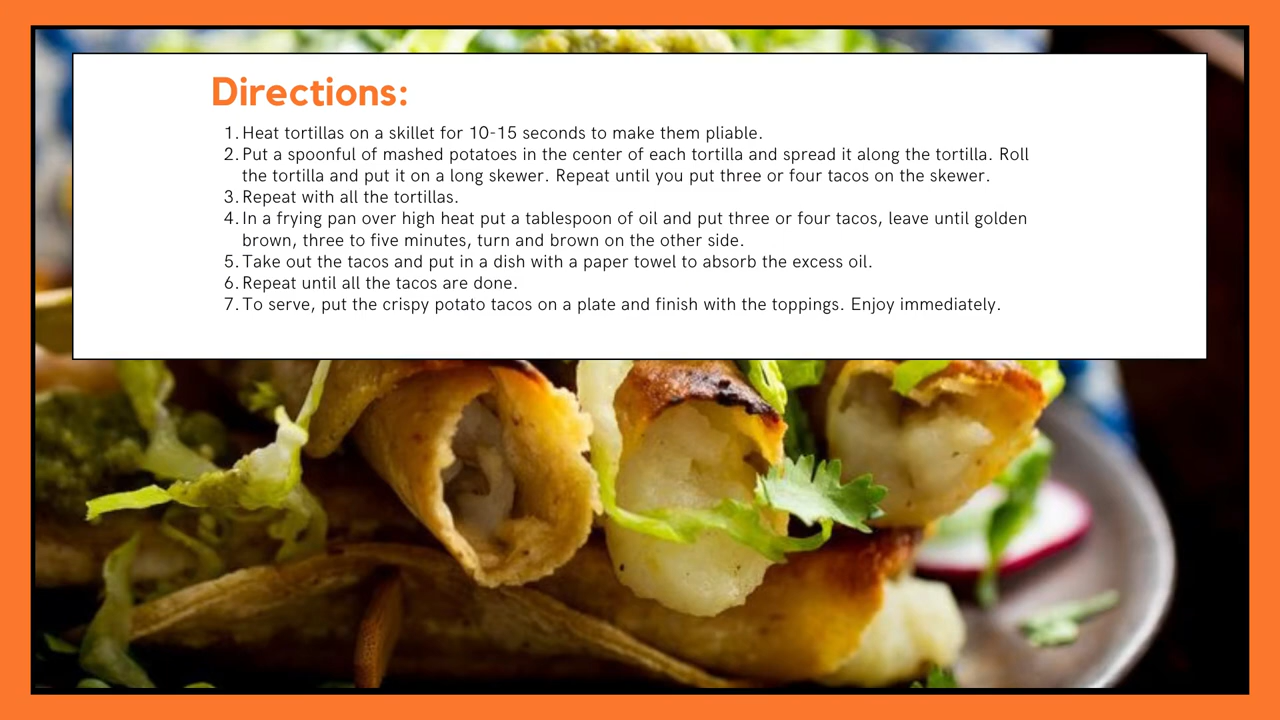 Directions:
1. Heat tortillas on a skillet for 10-15 seconds to make them pliable.
2. Put a spoonful of mashed potatoes in the center of each tortilla and spread it along the tortilla. Roll
the tortilla and put it on a long skewer. Repeat until you put three or four tacos on the skewer.
3. Repeat with all the tortillas.
4. In a frying pan over high heat put a tablespoon of oil and put three or four tacos, leave until golden
brown, three to five minutes, turn and brown on the other side.
5. Take out the tacos and put in a dish with a paper towel to absorb the excess oil.
6. Repeat until all the tacos are done.
7. To serve, put the crispy potato tacos on a plate and finish with the toppings. Enjoy immediately.